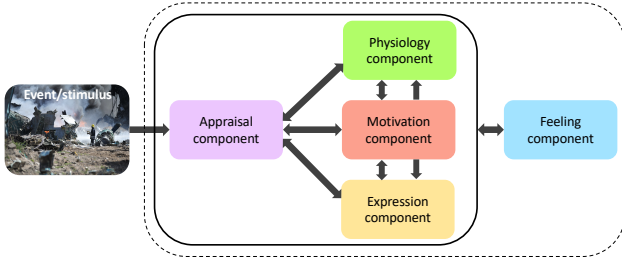 Event/stimulus
Appraisal
component
Physiology
component
Motivation
component
Expression
component
Feeling
component